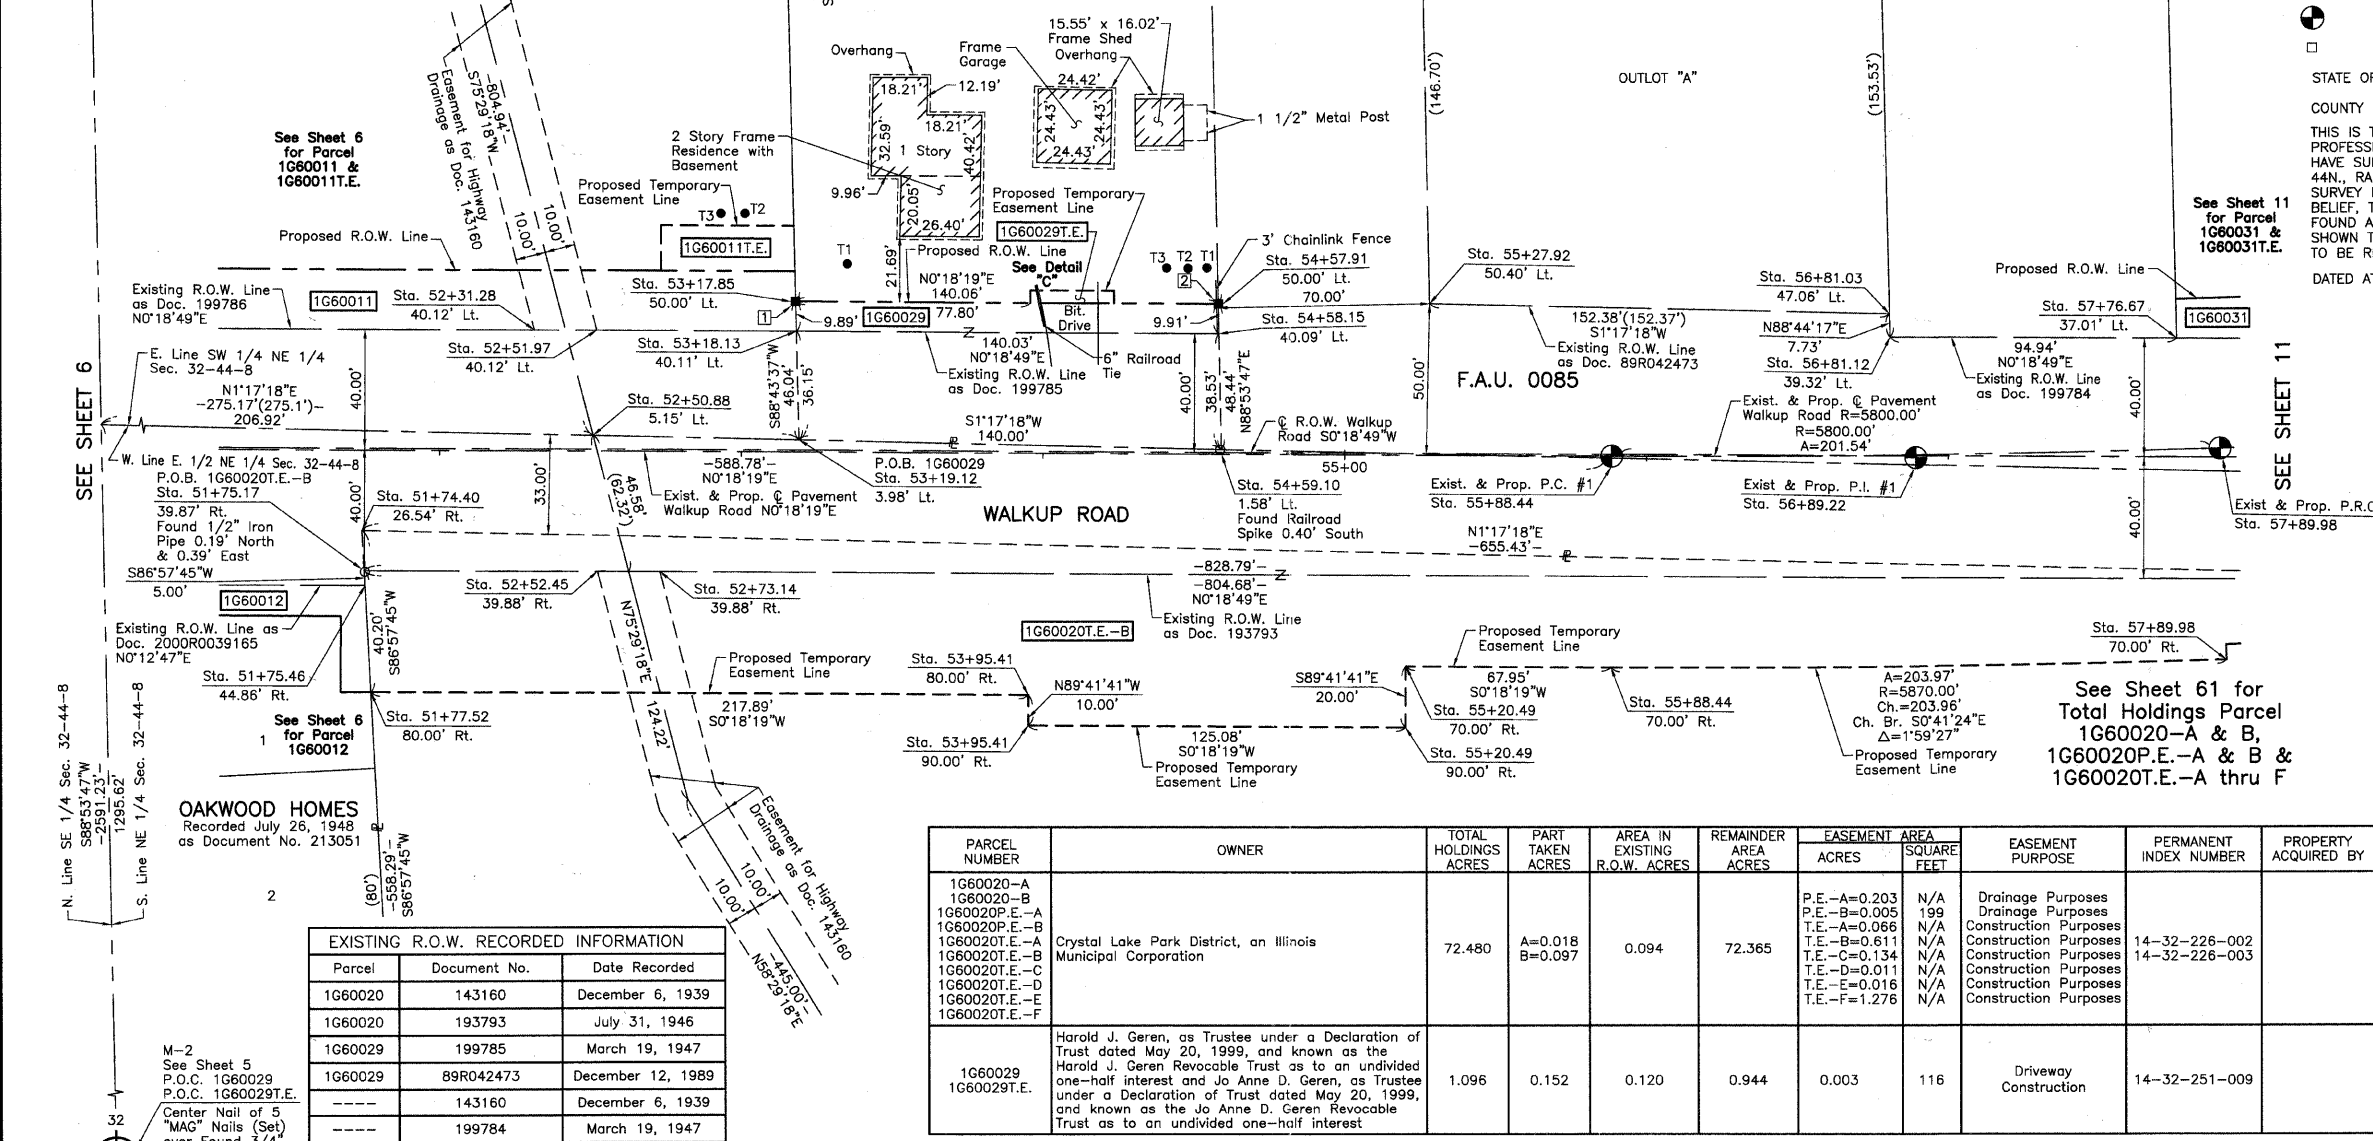 15.55' x 16.02'
Frame Shed
Overhang
Overhang
Frame
Garage
24.42'
24.43'
24.43'
24.43'
18.21'
12.19'
18.21'
32.59'
1 Story
40.42'
9.96'
20.05'
26.40'
21.69'
2 Story Frame
Residence with
Basement
1 1/2" Metal Post
(146.70')
OUTLOT "A"
(153.53')
STATE OF
COUNTY
THIS IS T
PROFESS
HAVE SU
44N., RA
SURVEY
BELIEF, T
FOUND A
SHOWN T
TO BE R
DATED AT
See Sheet 6
for Parcel
1G60011 &
1G60011T.E.
Easement for Highway
Drainage as Doc. 143160
-804.94'-
S75°29'18"W
10.00'
10.00'
Proposed Temporary
Easement Line
T3
T2
1G60011T.E.
Proposed R.O.W. Line
T1
Proposed Temporary
Easement Line
1G60029T.E.
Proposed R.O.W. Line
See Detail
"C"
N0°18'19"E
140.06'
77.80'
Bit.
Drive
T3
T2
T1
2
3' Chainlink Fence
Sta. 54+57.91
50.00' Lt.
70.00'
Sta. 54+58.15
40.09' Lt.
9.91'
Sta. 55+27.92
50.40' Lt.
Sta. 56+81.03
47.06' Lt.
152.38'(152.37')
S1°17'18"W
Existing R.O.W. Line
as Doc. 89R042473
N88°44'17"E
7.73'
Sta. 56+81.12
39.32' Lt.
See Sheet 11
for Parcel
1G60031 &
1G60031T.E.
Proposed R.O.W. Line
Sta. 57+76.67
37.01' Lt.
1G60031
94.94'
N0°18'49"E
Existing R.O.W. Line
as Doc. 199784
Existing R.O.W. Line
as Doc. 199786
N0°18'49"E
1G60011
Sta. 52+31.28
40.12' Lt.
Sta. 53+17.85
50.00' Lt.
1
9.89'
1G60029
Sta. 52+51.97
40.12' Lt.
Sta. 53+18.13
40.11' Lt.
140.03'
N0°18'49"E
Existing R.O.W. Line
as Doc. 199785
6" Railroad
Tie
SEE SHEET 6
E. Line SW 1/4 NE 1/4
Sec. 32-44-8
N1°17'18"E
-275.17'(275.1')-
206.92'
40.00'
Sta. 52+50.88
5.15' Lt.
S88°43'37"W
46.04'
36.15'
S1°17'18"W
140.00'
40.00'
38.53'
48.44'
N88°53'47"E
℄ R.O.W. Walkup
Road S0°18'49"W
50.00'
F.A.U. 0085
Exist. & Prop. ℄ Pavement
Walkup Road R=5800.00'
R=5800.00'
A=201.54'
40.00'
SEE SHEET 11
W. Line E. 1/2 NE 1/4 Sec. 32-44-8
P.O.B. 1G60020T.E.-B
Sta. 51+75.17
39.87' Rt.
Found 1/2" Iron
Pipe 0.19' North
& 0.39' East
40.00'
Sta. 51+74.40
26.54' Rt.
33.00'
46.58'
(62.32')
-588.78'-
N0°18'19"E
Exist. & Prop. ℄ Pavement
Walkup Road N0°18'19"E
P.O.B. 1G60029
Sta. 53+19.12
3.98' Lt.
WALKUP ROAD
55+00
Sta. 54+59.10
1.58' Lt.
Found Railroad
Spike 0.40' South
Exist. & Prop. P.C. #1
Sta. 55+88.44
Exist & Prop. P.I. #1
Sta. 56+89.22
Exist & Prop. P.R.C
Sta. 57+89.98
N1°17'18"E
-655.43'-
40.00'
S86°57'45"W
5.00'
1G60012
Sta. 52+52.45
39.88' Rt.
Sta. 52+73.14
39.88' Rt.
-828.79'-
-804.68'-
N0°18'49"E
Existing R.O.W. Line
as Doc. 193793
Existing R.O.W. Line as
Doc. 2000R0039165
N0°12'47"E
40.20'
S86°57'45"W
Sta. 51+75.46
44.86' Rt.
N75°29'18"E
124.22'
1G60020T.E.-B
Proposed Temporary
Easement Line
217.89'
S0°18'19"W
Sta. 53+95.41
80.00' Rt.
N89°41'41"W
10.00'
S89°41'41"E
20.00'
Proposed Temporary
Easement Line
67.95'
S0°18'19"W
Sta. 55+20.49
70.00' Rt.
Sta. 55+88.44
70.00' Rt.
Sta. 57+89.98
70.00' Rt.
A=203.97'
R=5870.00'
Ch.=203.96'
Ch. Br. S0°41'24"E
Δ=1°59'27"
Proposed Temporary
Easement Line
See Sheet 61 for
Total Holdings Parcel
1G60020-A & B,
1G60020P.E.-A & B &
1G60020T.E.-A thru F
See Sheet 6
for Parcel
1G60012
1
Sta. 51+77.52
80.00' Rt.
Sta. 53+95.41
90.00' Rt.
125.08'
S0°18'19"W
Proposed Temporary
Easement Line
Sta. 55+20.49
90.00' Rt.
N. Line SE 1/4 Sec. 32-44-8
S88°53'47"W
-2591.23'-
1295.62'
S. Line NE 1/4 Sec. 32-44-8
OAKWOOD HOMES
Recorded July 26, 1948
as Document No. 213051
2
(80')
-558.29'-
S86°57'45"W
Easement for Highway
Drainage as Doc. 143160
10.00'
10.00'
-445.00'-
N58°29'18"E
M-2
See Sheet 5
P.O.C. 1G60029
P.O.C. 1G60029T.E.
Center Nail of 5
"MAG" Nails (Set)
over Found 3/4"
32
EXISTING R.O.W. RECORDED INFORMATION
Parcel Document No. Date Recorded
1G60020 143160 December 6, 1939
1G60020 193793 July 31, 1946
1G60029 199785 March 19, 1947
1G60029 89R042473 December 12, 1989
---- 143160 December 6, 1939
---- 199784 March 19, 1947
PARCEL NUMBER OWNER TOTAL HOLDINGS ACRES PART TAKEN ACRES AREA IN EXISTING R.O.W. ACRES REMAINDER AREA ACRES EASEMENT AREA ACRES SQUARE FEET EASEMENT PURPOSE PERMANENT INDEX NUMBER PROPERTY ACQUIRED BY
1G60020-A
1G60020-B P.E.-A=0.203 N/A Drainage Purposes
1G60020P.E.-A P.E.-B=0.005 199 Drainage Purposes
1G60020P.E.-B T.E.-A=0.066 N/A Construction Purposes
1G60020T.E.-A Crystal Lake Park District, an Illinois A=0.018 T.E.-B=0.611 N/A Construction Purposes 14-32-226-002
1G60020T.E.-B Municipal Corporation 72.480 B=0.097 0.094 72.365 T.E.-C=0.134 N/A Construction Purposes 14-32-226-003
1G60020T.E.-C T.E.-D=0.011 N/A Construction Purposes
1G60020T.E.-D T.E.-E=0.016 N/A Construction Purposes
1G60020T.E.-E T.E.-F=1.276 N/A Construction Purposes
1G60020T.E.-F
Harold J. Geren, as Trustee under a Declaration of
Trust dated May 20, 1999, and known as the
Harold J. Geren Revocable Trust as to an undivided
1G60029 one-half interest and Jo Anne D. Geren, as Trustee 1.096 0.152 0.120 0.944 0.003 116 Driveway 14-32-251-009
1G60029T.E. under a Declaration of Trust dated May 20, 1999, Construction
and known as the Jo Anne D. Geren Revocable
Trust as to an undivided one-half interest